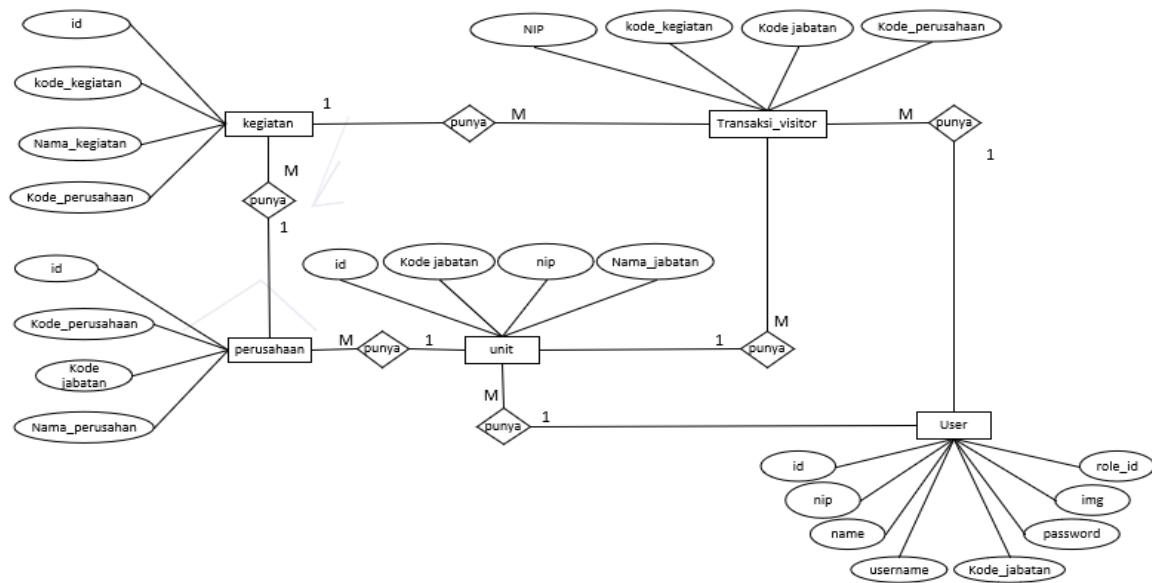 id
kode_kegiatan
Nama_kegiatan
Kode_perusahaan
kegiatan
1
punya
M
NIP
kode_kegiatan
Kode jabatan
Kode_perusahaan
Transaksi_visitor
M
punya
1
M
punya
1
id
Kode_perusahaan
Kode
jabatan
Nama_perusahan
perusahaan
M
punya
1
id
Kode jabatan
nip
Nama_jabatan
unit
1
M
punya
M
punya
1
User
id
nip
name
username
Kode_jabatan
password
img
role_id